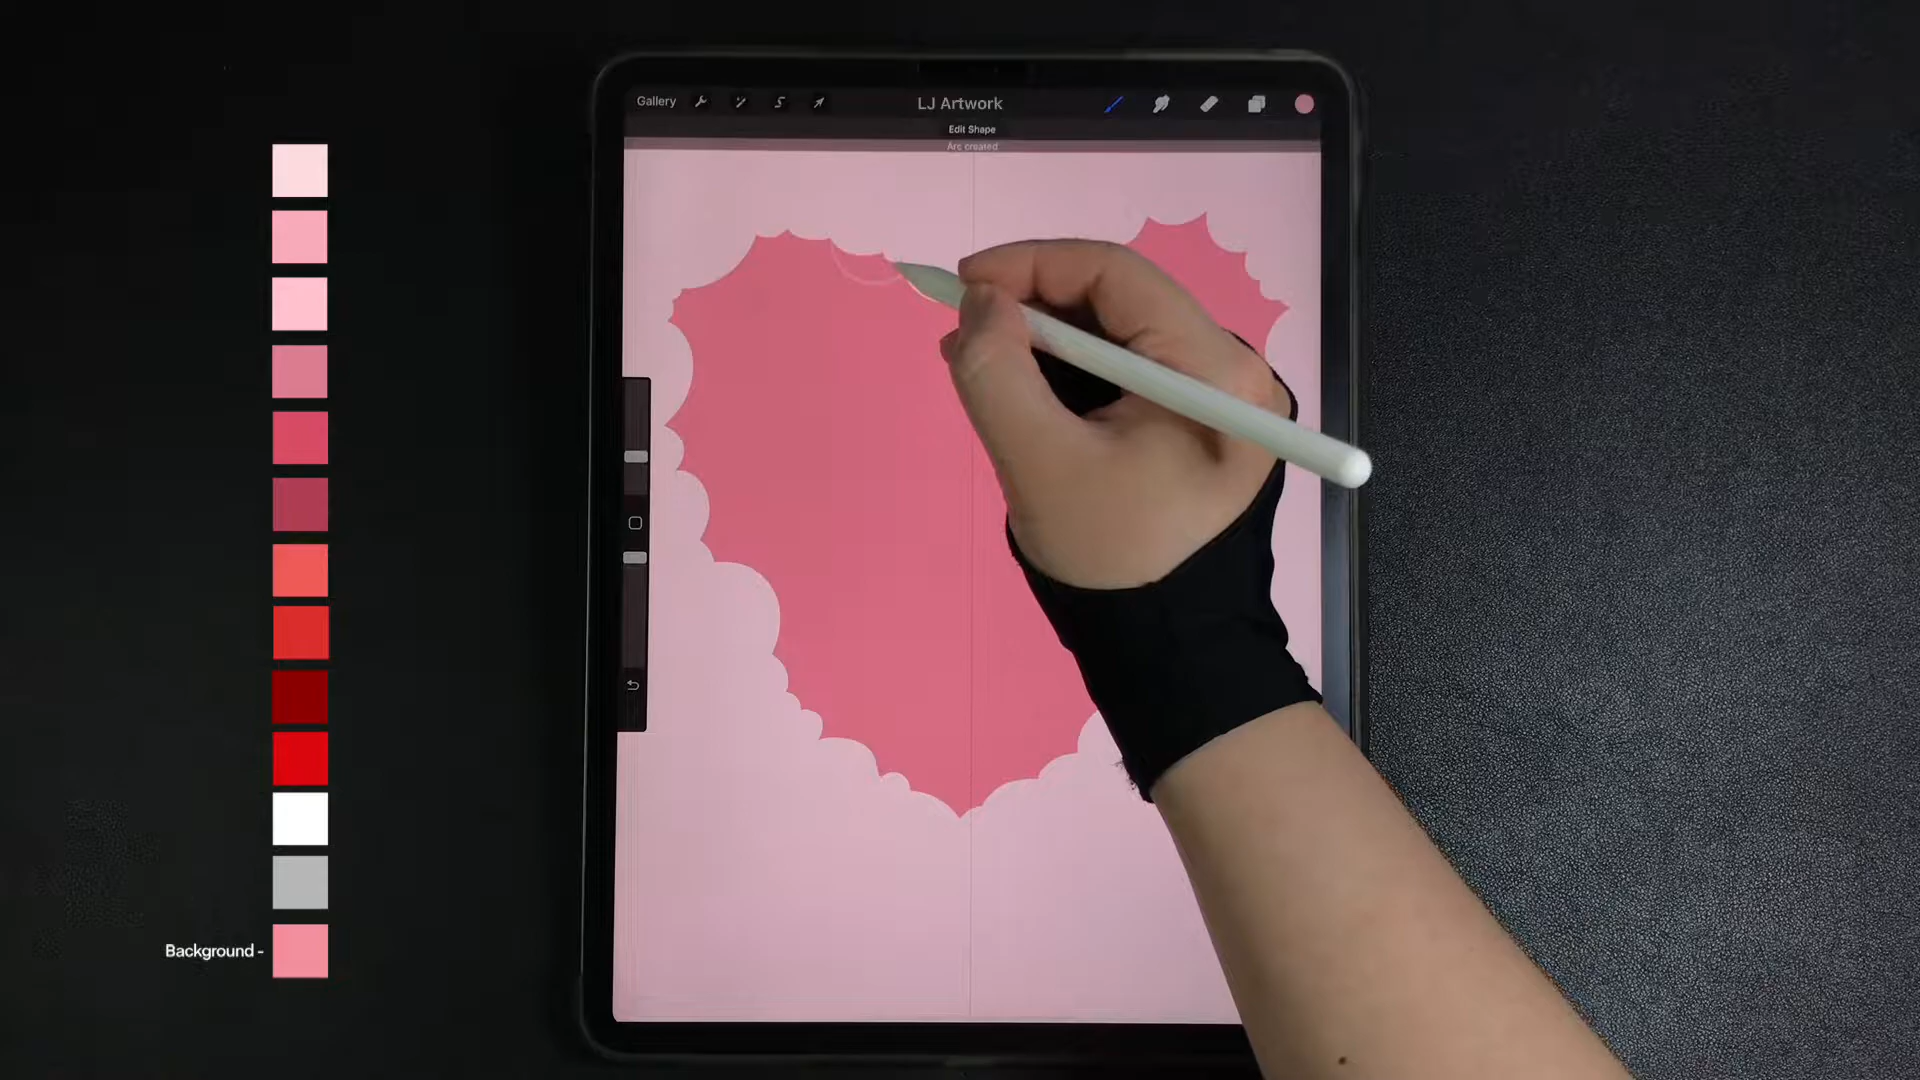 Gallery
LJ Artwork
Edit Shape
Arc created
Background -